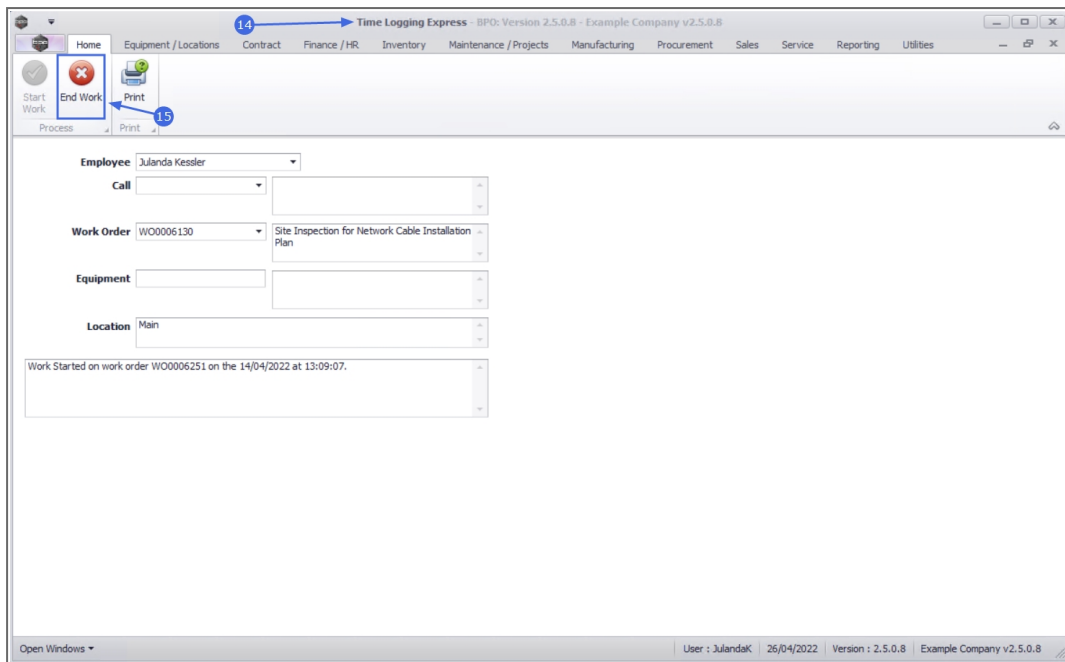 14
Time Logging Express - BPO: Version 2.5.0.8 - Example Company v2.5.0.8
Home Equipment / Locations Contract Finance / HR Inventory Maintenance / Projects Manufacturing Procurement Sales Service Reporting Utilities
Start Work
End Work
Print
15
Process
Print
Employee Julanda Kessler
Call
Work Order WO0006130 Site Inspection for Network Cable Installation
Plan
Equipment
Location Main
Work Started on work order WO0006251 on the 14/04/2022 at 13:09:07.
Open Windows User : JulandaK 26/04/2022 Version : 2.5.0.8 Example Company v2.5.0.8